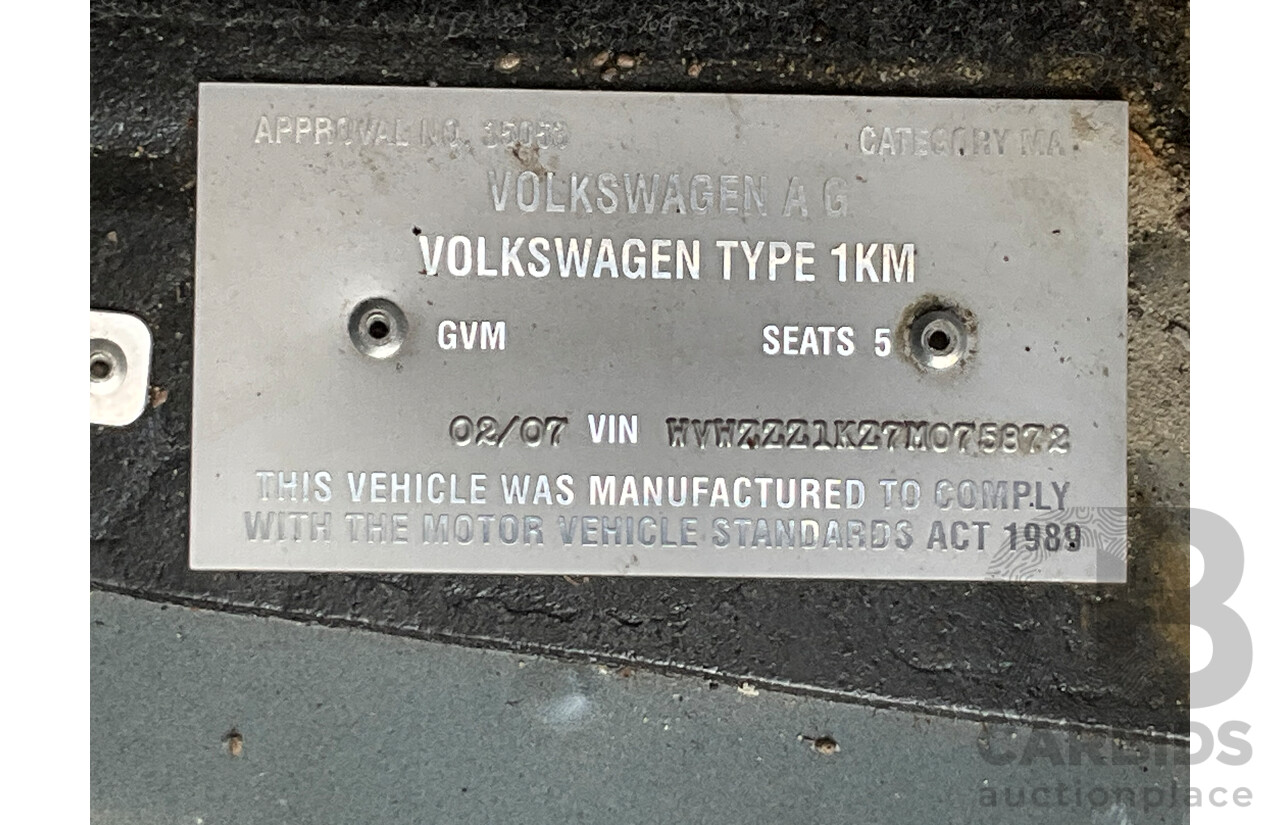 APPROVAL NO. 35058 CATEGORY MA
VOLKSWAGEN A G
VOLKSWAGEN TYPE 1KM
GVM SEATS 5
02/07 VIN WVWZZZ1KZ7M075872
THIS VEHICLE WAS MANUFACTURED TO COMPLY
WITH THE MOTOR VEHICLE STANDARDS ACT 1989
B
CARBIDS
auctionplace